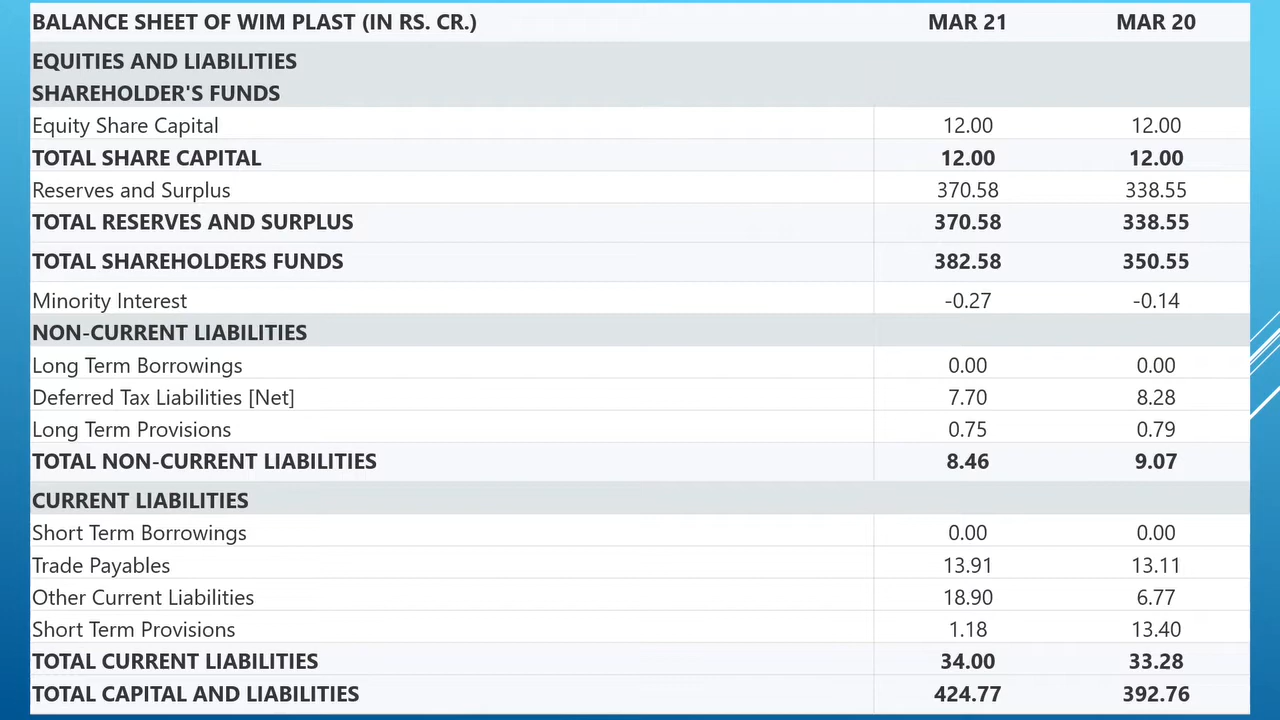 BALANCE SHEET OF WIM PLAST (IN RS. CR.) MAR 21 MAR 20
EQUITIES AND LIABILITIES
SHAREHOLDER'S FUNDS
Equity Share Capital 12.00 12.00
TOTAL SHARE CAPITAL 12.00 12.00
Reserves and Surplus 370.58 338.55
TOTAL RESERVES AND SURPLUS 370.58 338.55
TOTAL SHAREHOLDERS FUNDS 382.58 350.55
Minority Interest -0.27 -0.14
NON-CURRENT LIABILITIES
Long Term Borrowings 0.00 0.00
Deferred Tax Liabilities [Net] 7.70 8.28
Long Term Provisions 0.75 0.79
TOTAL NON-CURRENT LIABILITIES 8.46 9.07
CURRENT LIABILITIES
Short Term Borrowings 0.00 0.00
Trade Payables 13.91 13.11
Other Current Liabilities 18.90 6.77
Short Term Provisions 1.18 13.40
TOTAL CURRENT LIABILITIES 34.00 33.28
TOTAL CAPITAL AND LIABILITIES 424.77 392.76